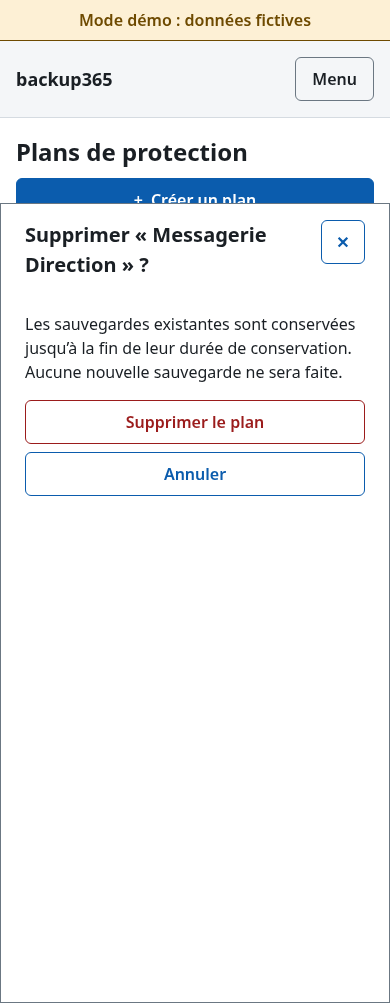 Mode démo : données fictives
backup365
Menu
Plans de protection
+ Créer un plan
Supprimer « Messagerie
Direction » ?
×
Les sauvegardes existantes sont conservées
jusqu’à la fin de leur durée de conservation.
Aucune nouvelle sauvegarde ne sera faite.
Supprimer le plan
Annuler